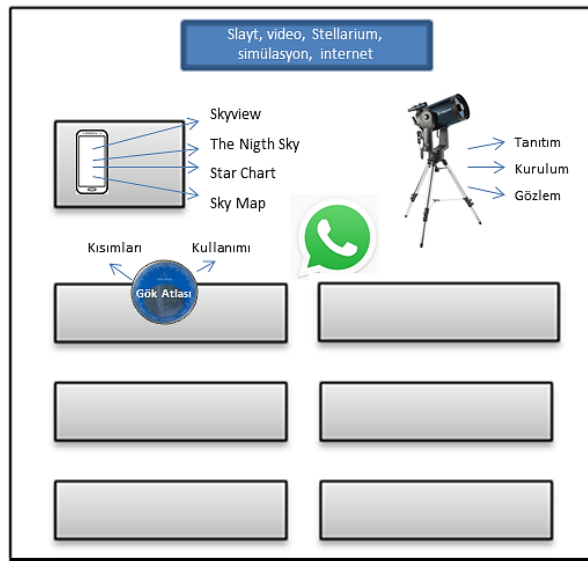 Slayt, video, Stellarium,
simülasyon, internet
Skyview
The Nigth Sky
Star Chart
Sky Map
Tanıtım
Kurulum
Gözlem
Kısımları
Kullanımı
Gök Atlası